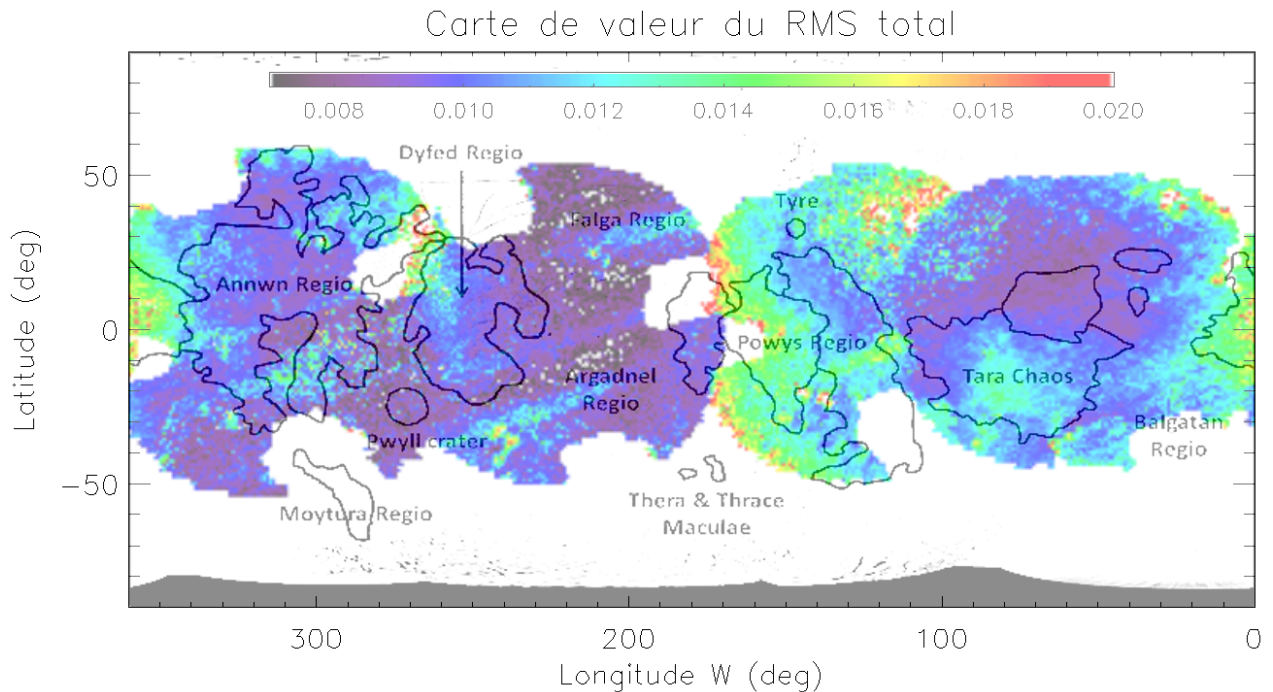 Carte de valeur du RMS total
0.008 0.010 0.012 0.014 0.016 0.018 0.020
Dyfed Regio
50
Tyre
Falga Regio
Annwn Regio
0
Powys Regio
Argadnel
Regio
Tara Chaos
Pwyll crater
Balgatan
Regio
−50
Moytura Regio
Thera & Thrace
Maculae
300 200 100 0
Longitude W (deg)
Latitude (deg)